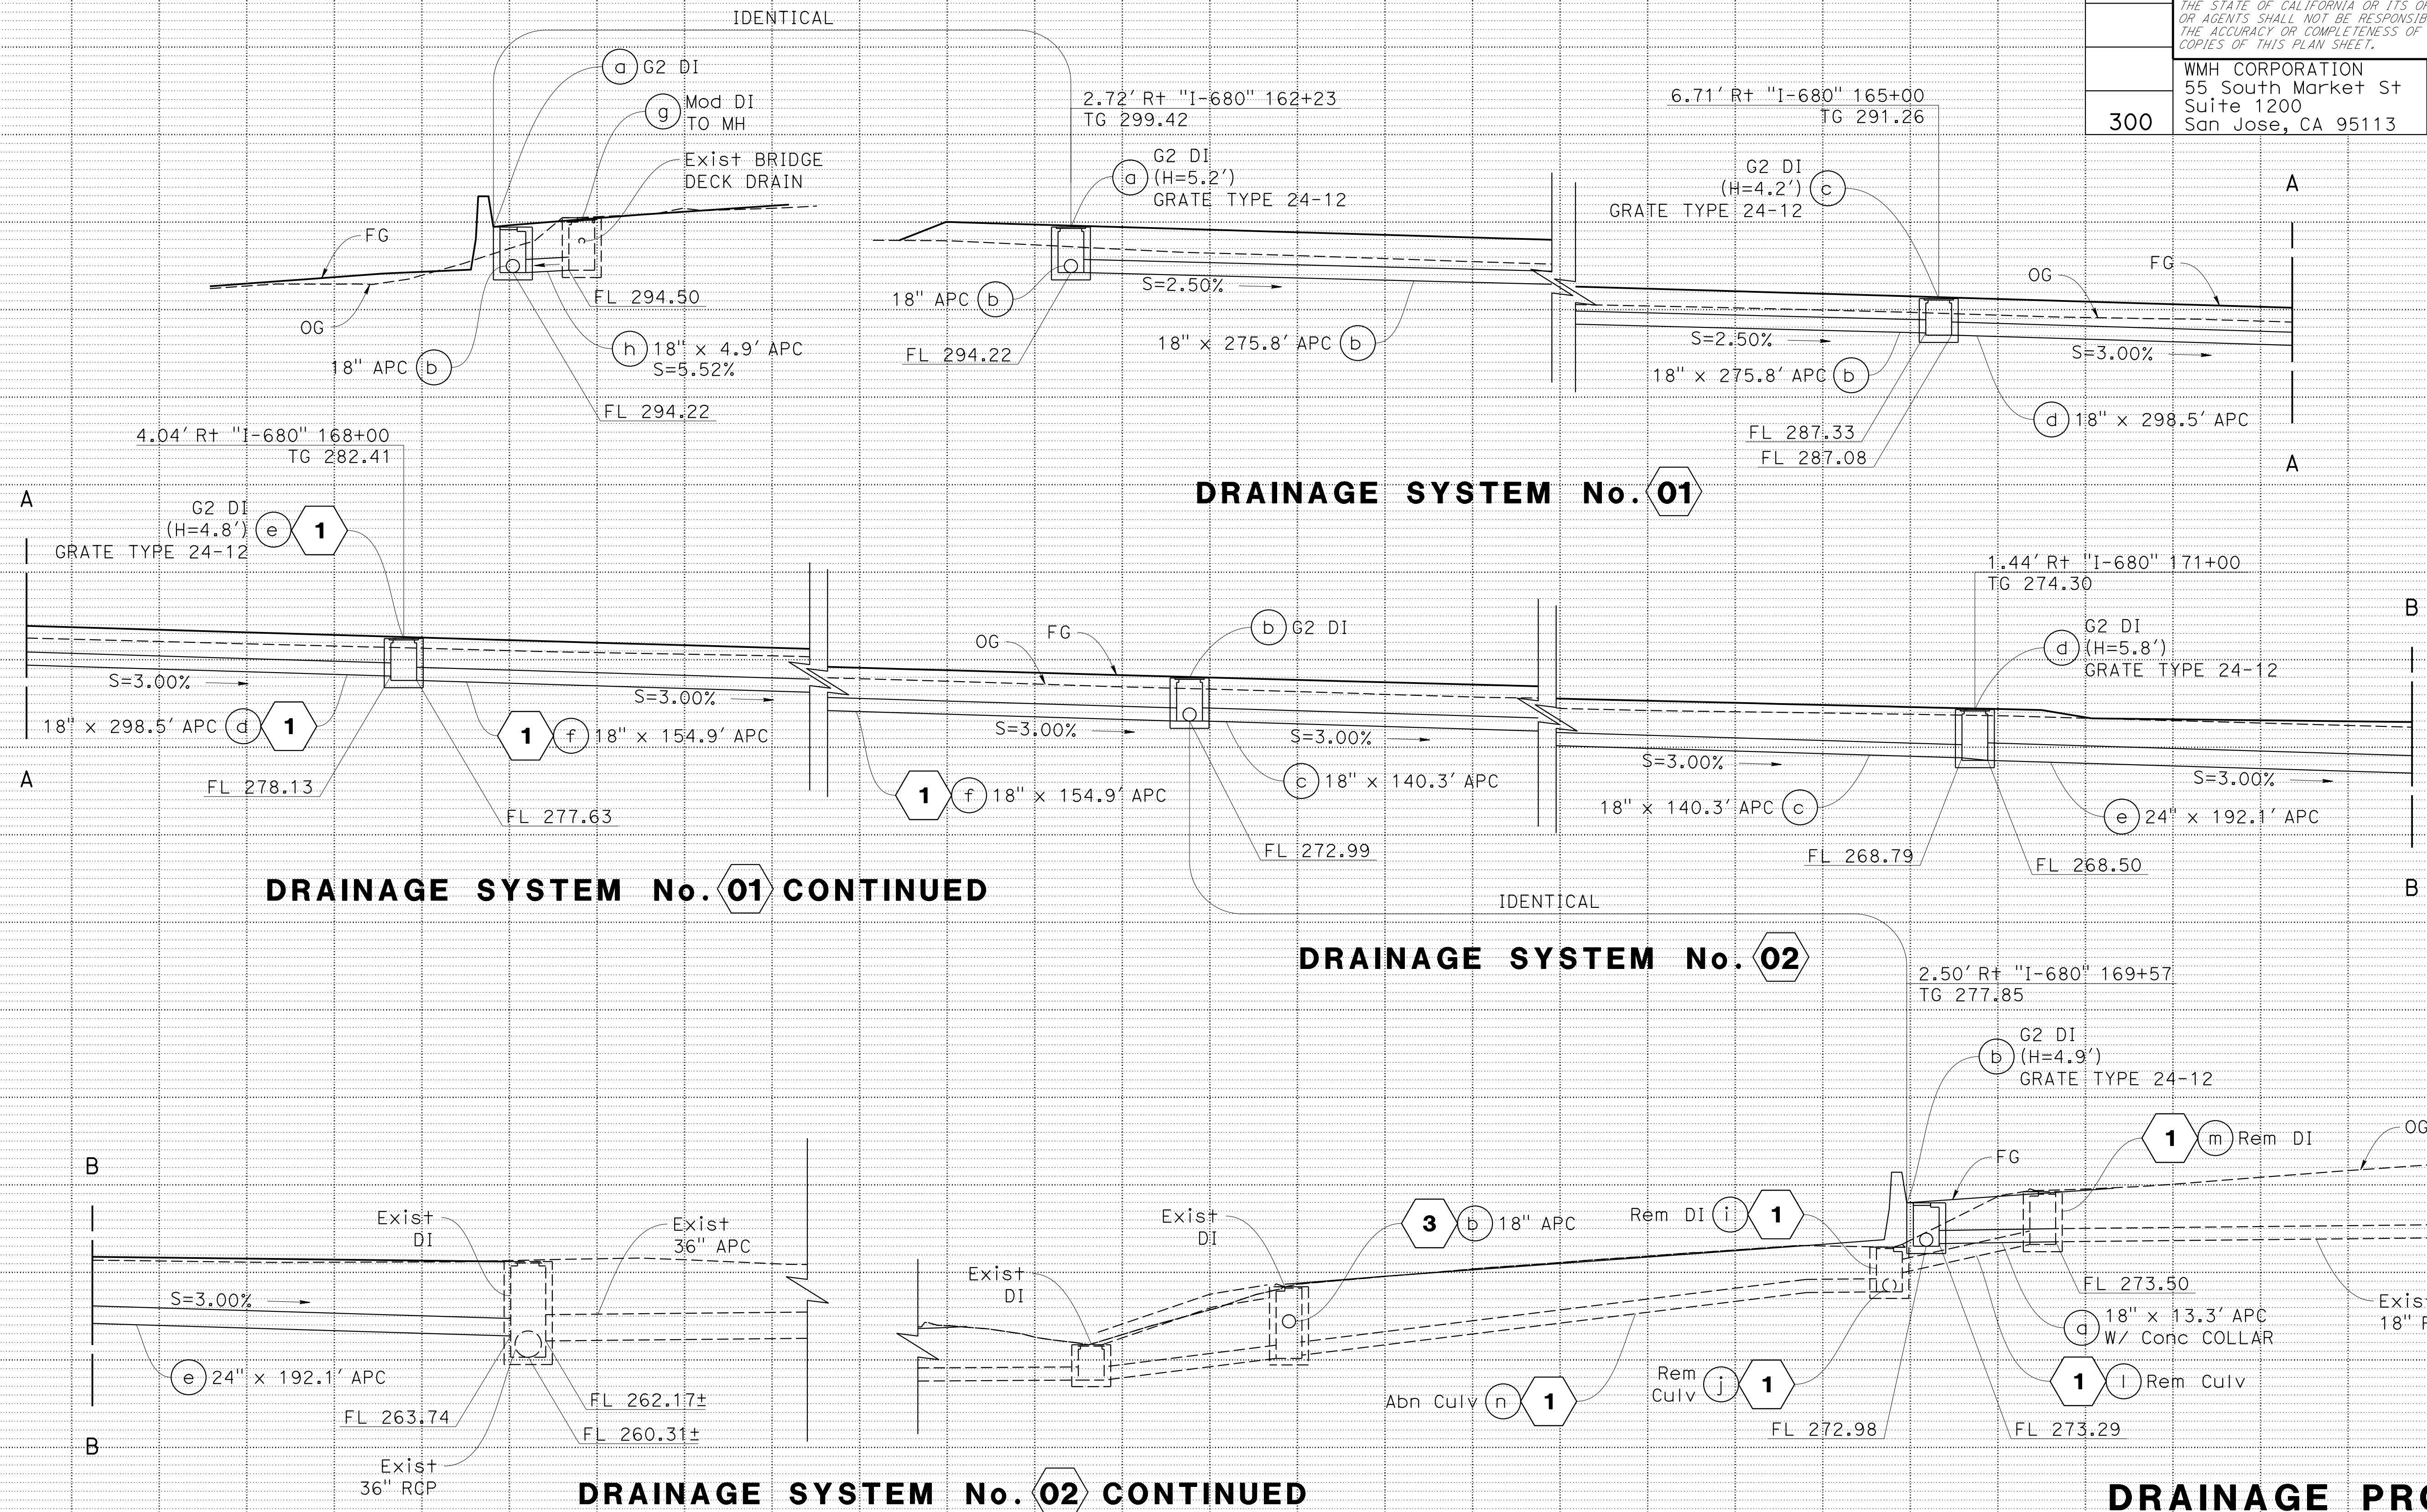 IDENTICAL
a G2 DI
g Mod DI
TO MH
Exist BRIDGE
DECK DRAIN
FG
OG
FL 294.50
h 18" x 4.9' APC
S=5.52%
18" APC b
FL 294.22
2.72' Rt "I-680" 162+23
TG 299.42
G2 DI
a (H=5.2')
GRATE TYPE 24-12
18" APC b
S=2.50%
FL 294.22
18" x 275.8' APC b
6.71' Rt "I-680" 165+00
TG 291.26
G2 DI
(H=4.2') c
GRATE TYPE 24-12
S=2.50%
18" x 275.8' APC b
OG
FG
S=3.00%
d 18" x 298.5' APC
FL 287.33
FL 287.08
A
A
300
THE STATE OF CALIFORNIA OR ITS
OR AGENTS SHALL NOT BE
THE ACCURACY OR COMPLETENESS OF
COPIES OF THIS PLAN SHEET.
WMH CORPORATION
55 South Market St
Suite 1200
San Jose, CA 95113
DRAINAGE SYSTEM No. 01
4.04' Rt "I-680" 168+00
TG 282.41
A
G2 DI
(H=4.8') e 1
GRATE TYPE 24-12
S=3.00%
18" x 298.5' APC d 1
A
FL 278.13
S=3.00%
1 f 18" x 154.9' APC
FL 277.63
OG
FG
b G2 DI
S=3.00%
S=3.00%
1 f 18" x 154.9' APC
c 18" x 140.3' APC
FL 272.99
1.44' Rt "I-680" 171+00
TG 274.30
G2 DI
d (H=5.8')
GRATE TYPE 24-12
B
S=3.00%
S=3.00%
18" x 140.3' APC c
e 24" x 192.1' APC
FL 268.79
FL 268.50
B
DRAINAGE SYSTEM No. 01 CONTINUED
IDENTICAL
DRAINAGE SYSTEM No. 02
2.50' Rt "I-680" 169+57
TG 277.85
G2 DI
b (H=4.9')
GRATE TYPE 24-12
B
Exist
DI
Exist
36" APC
S=3.00%
e 24" x 192.1' APC
FL 263.74
FL 262.17±
FL 260.31±
B
Exist
36" RCP
Exist
DI
Exist
DI
3 b 18" APC
Rem DI i 1
FG
1 m Rem DI
OG
FL 273.50
18" x 13.3' APC
W/ Conc COLLAR
Abn Culv n 1
Rem
Culv j 1
1 l Rem Culv
FL 272.98
FL 273.29
18"
DRAINAGE SYSTEM No. 02 CONTINUED
DRAINAGE